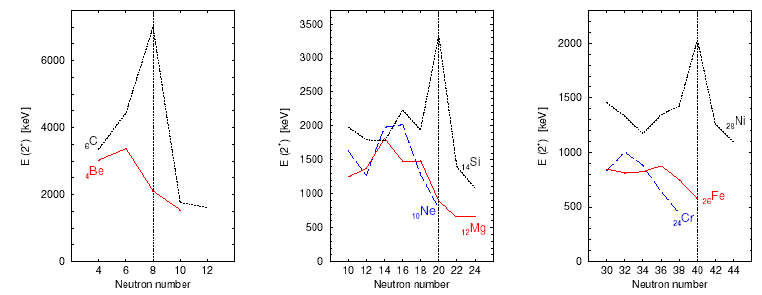 E (2⁺) [keV]
6000
4000
2000
0
₆C
₄Be
4 6 8 10 12
Neutron number
E (2⁺) [keV]
3500
3000
2500
2000
1500
1000
500
0
₁₄Si
₁₀Ne
₁₂Mg
10 12 14 16 18 20 22 24
Neutron number
E (2⁺) [keV]
2000
1500
1000
500
0
₂₈Ni
₂₆Fe
₂₄Cr
30 32 34 36 38 40 42 44
Neutron number